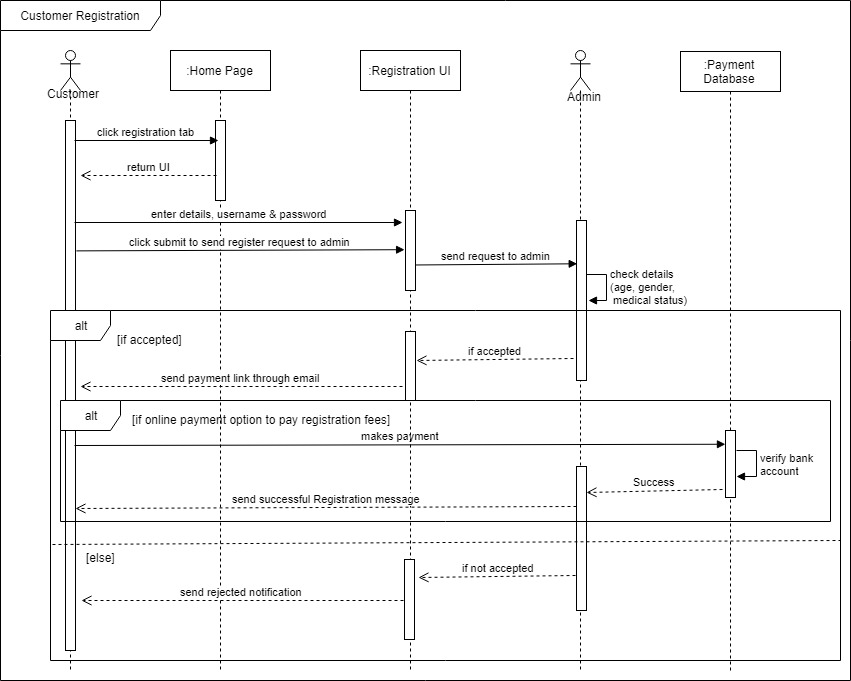 Customer Registration
Customer
:Home Page
:Registration UI
Admin
:Payment
Database
click registration tab
return UI
enter details, username & password
click submit to send register request to admin
send request to admin
check details
(age, gender,
medical status)
alt
[if accepted]
if accepted
send payment link through email
alt
[if online payment option to pay registration fees]
makes payment
verify bank
account
Success
send successful Registration message
[else]
if not accepted
send rejected notification